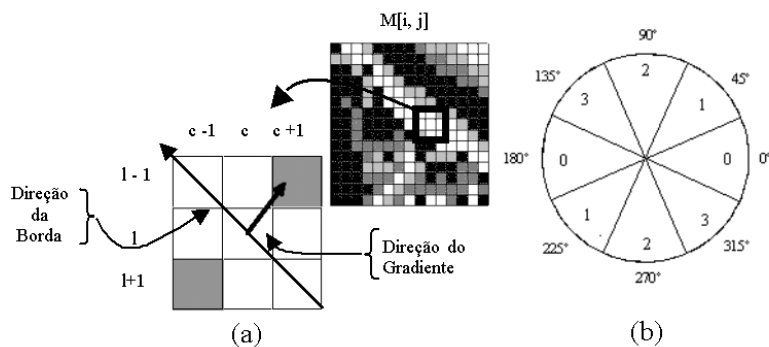 M[i, j]
c -1 c c +1
l - 1
l
l+1
Direção
da
Borda
Direção do
Gradiente
(a)
90°
135° 45°
2
3 1
180° 0 0 0°
1 3
2
225° 315°
270°
(b)